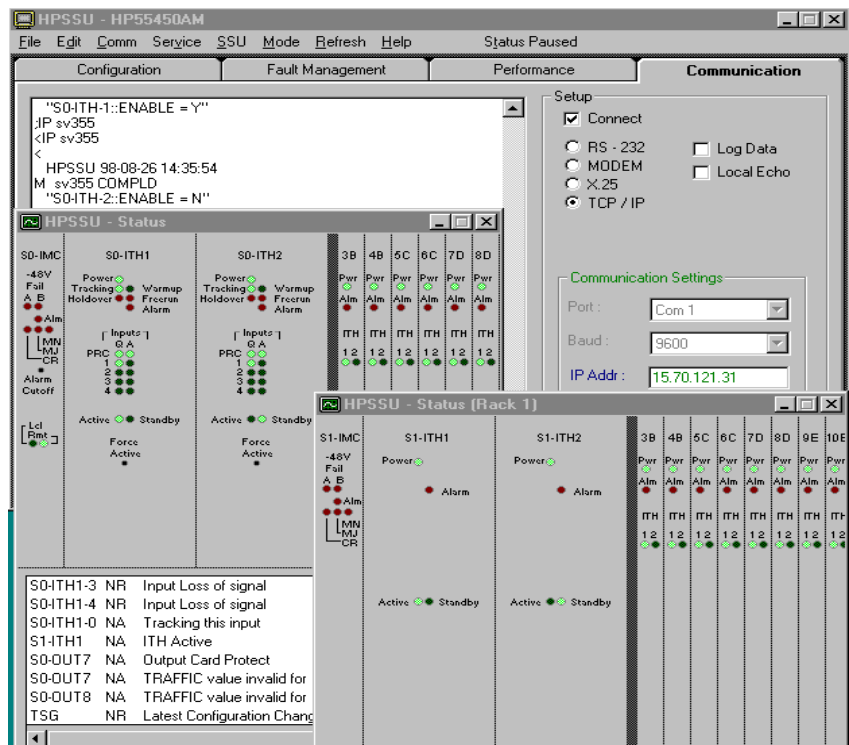 HPSSU - HP55450AM
File Edit Comm Service SSU Mode Refresh Help Status Paused
Configuration Fault Management Performance Communication
"S0-ITH-1::ENABLE = Y"
;IP sv355
<IP sv355
<
HPSSU 98-08-26 14:35:54
M sv355 COMPLD
"S0-ITH-2::ENABLE = N"
Setup
Connect
RS - 232
MODEM
X.25
TCP / IP
Log Data
Local Echo
Communication Settings
Port : Com 1
Baud : 9600
IP Addr : 15.70.121.31
HPSSU - Status
S0-IMC S0-ITH1 S0-ITH2 3B 4B 5C 6C 7D 8D
-48V
Fail
A B
Alm
MN
MJ
CR
Alarm
Cutoff
Lcl
Rmt
Power
Tracking Warmup
Holdover Freerun
Alarm
Inputs
Q A
PRC
1
2
3
4
Active Standby
Force
Active
Power
Tracking Warmup
Holdover Freerun
Alarm
Inputs
Q A
PRC
1
2
3
4
Active Standby
Force
Active
Pwr Pwr Pwr Pwr Pwr Pwr
Alm Alm Alm Alm Alm Alm
ITH ITH ITH ITH ITH ITH
1 2 1 2 1 2 1 2 1 2 1 2
S0-ITH1-3 NR Input Loss of signal
S0-ITH1-4 NR Input Loss of signal
S0-ITH1-0 NA Tracking this input
S1-ITH1 NA ITH Active
S0-OUT7 NA Output Card Protect
S0-OUT7 NA TRAFFIC value invalid for
S0-OUT8 NA TRAFFIC value invalid for
TSG NR Latest Configuration Chang
HPSSU - Status (Rack 1)
S1-IMC S1-ITH1 S1-ITH2 3B 4B 5C 6C 7D 8D 9E 10E
-48V
Fail
A B
Alm
MN
MJ
CR
Power
Alarm
Active Standby
Power
Alarm
Active Standby
Pwr Pwr Pwr Pwr Pwr Pwr Pwr Pwr
Alm Alm Alm Alm Alm Alm Alm Alm
ITH ITH ITH ITH ITH ITH ITH ITH
1 2 1 2 1 2 1 2 1 2 1 2 1 2 1 2